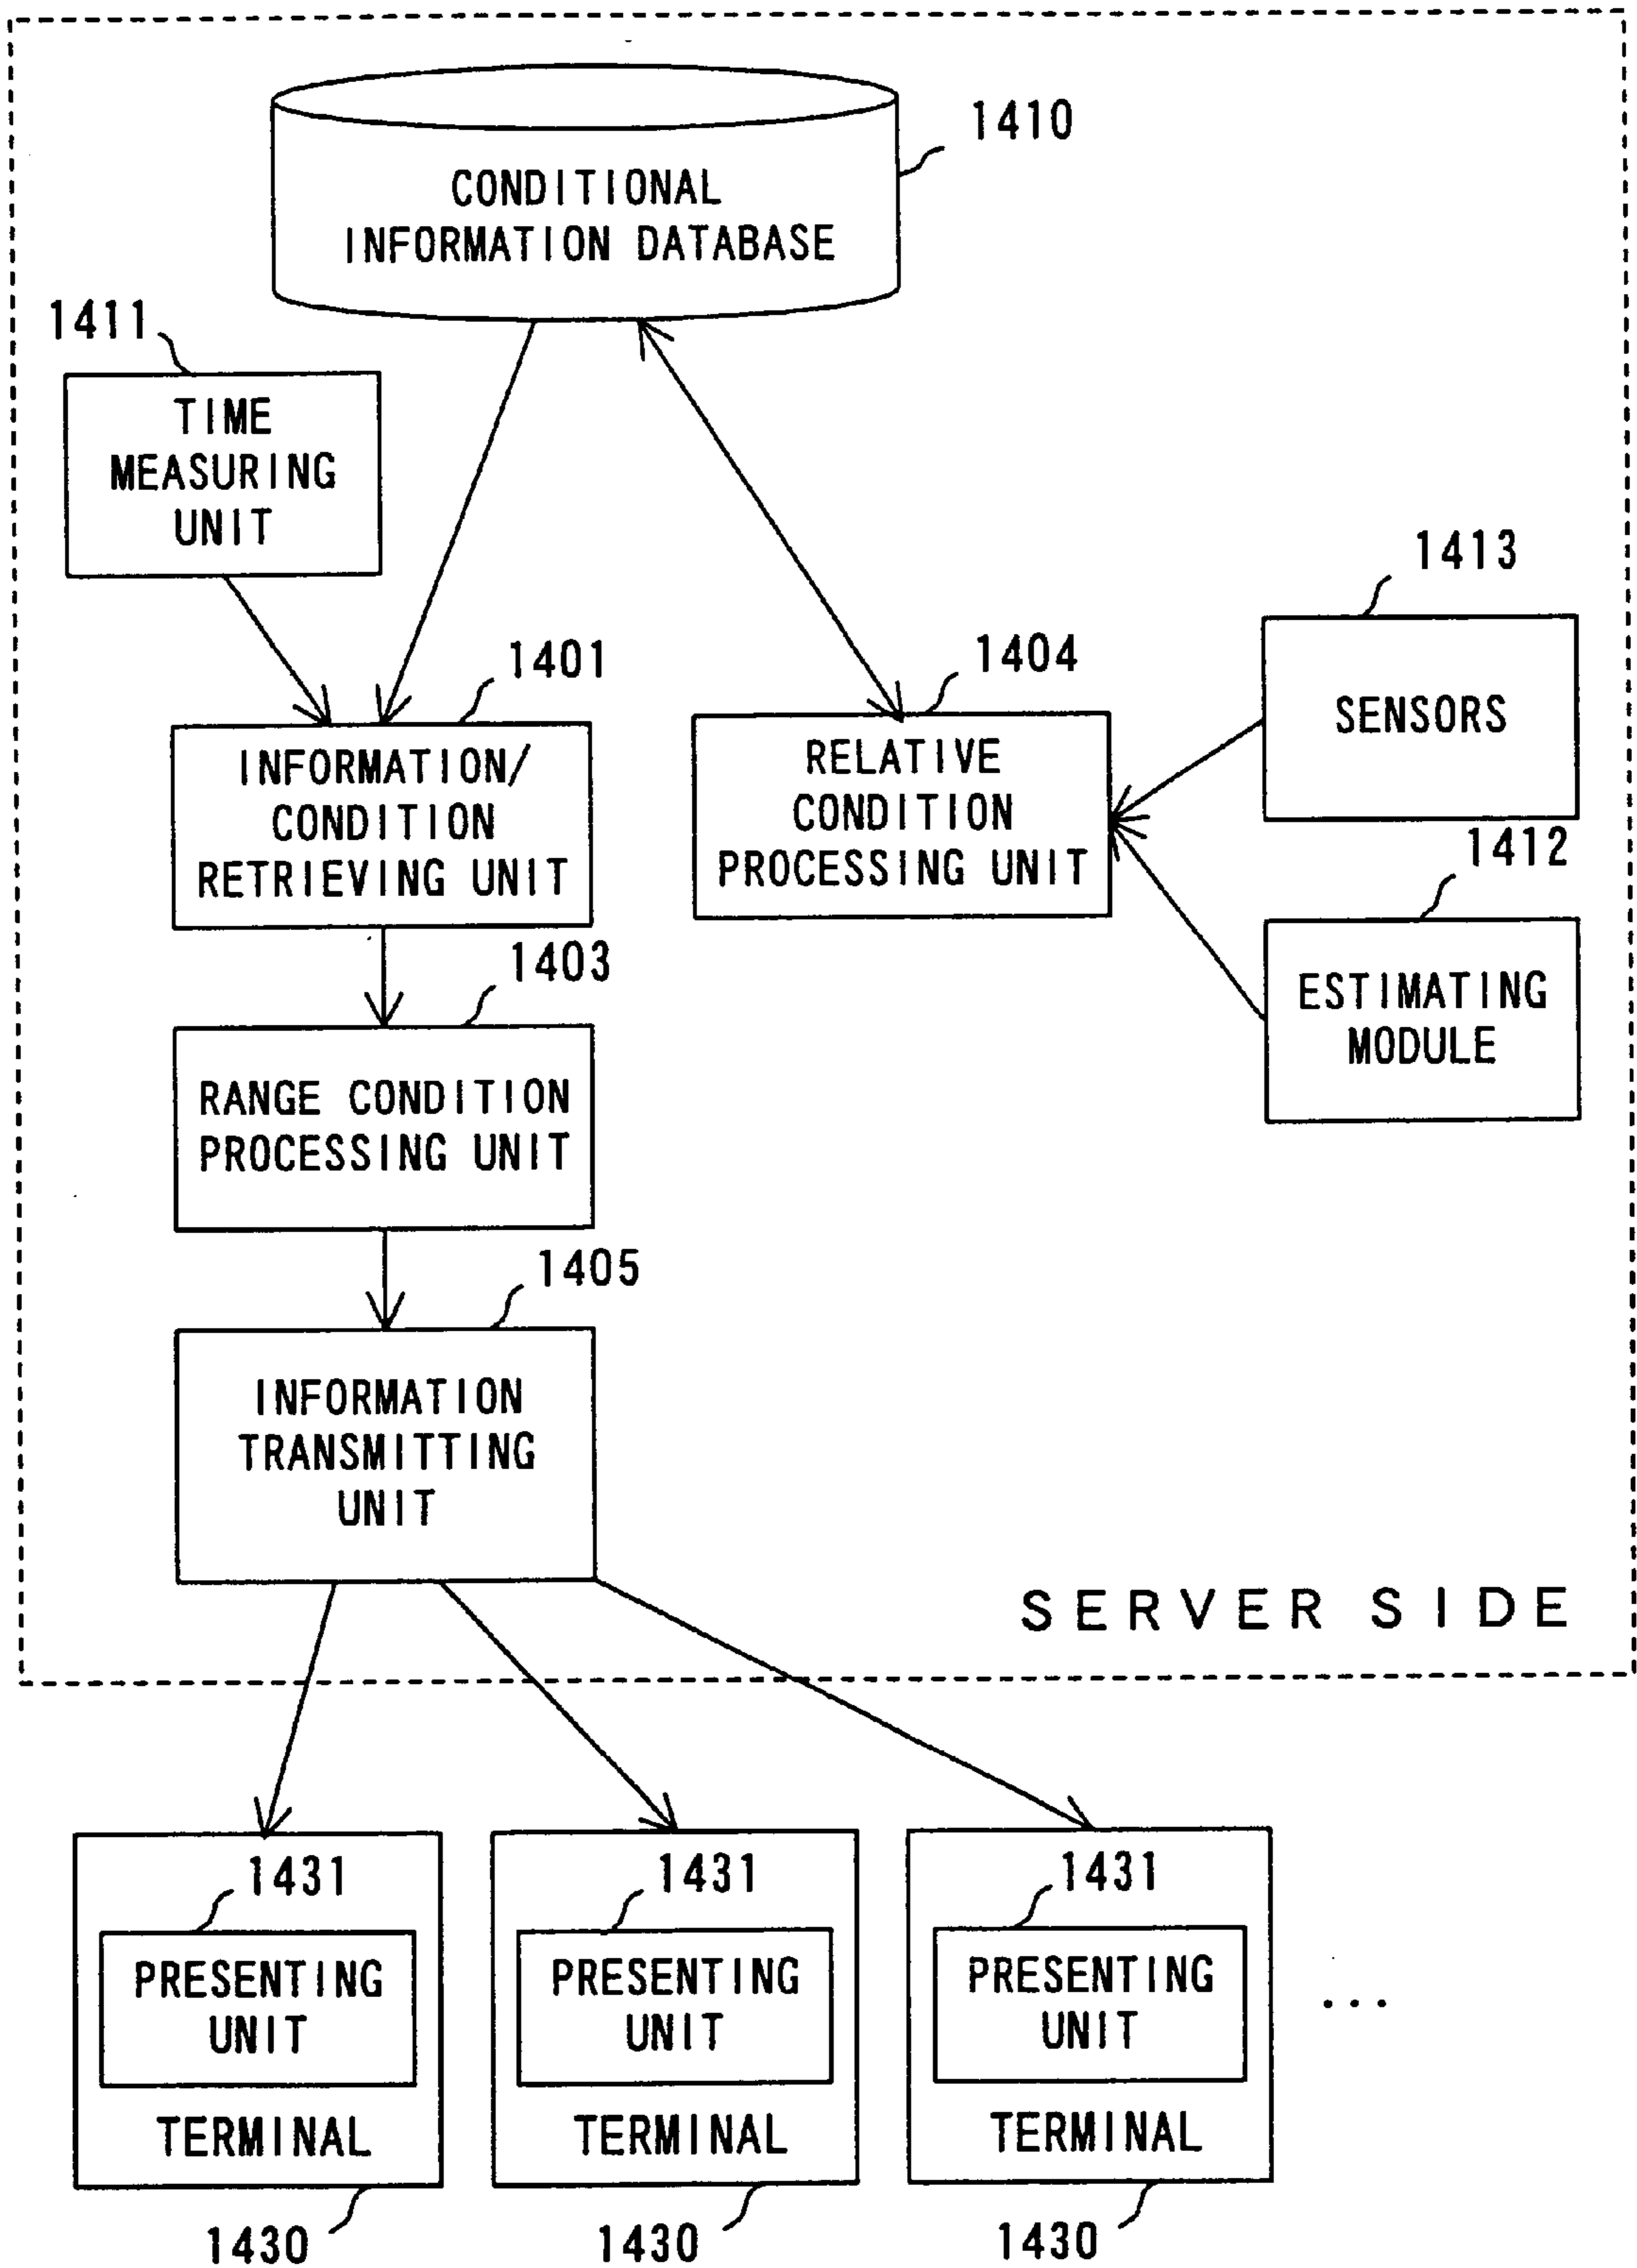 1410
CONDITIONAL
INFORMATION DATABASE
1411
TIME
MEASURING
UNIT
1413
SENSORS
1401
INFORMATION/
CONDITION
RETRIEVING UNIT
1404
RELATIVE
CONDITION
PROCESSING UNIT
1412
ESTIMATING
MODULE
1403
RANGE CONDITION
PROCESSING UNIT
1405
INFORMATION
TRANSMITTING
UNIT
SERVER SIDE
1431
PRESENTING
UNIT
TERMINAL
1430
1431
PRESENTING
UNIT
TERMINAL
1430
1431
PRESENTING
UNIT
TERMINAL
1430
...